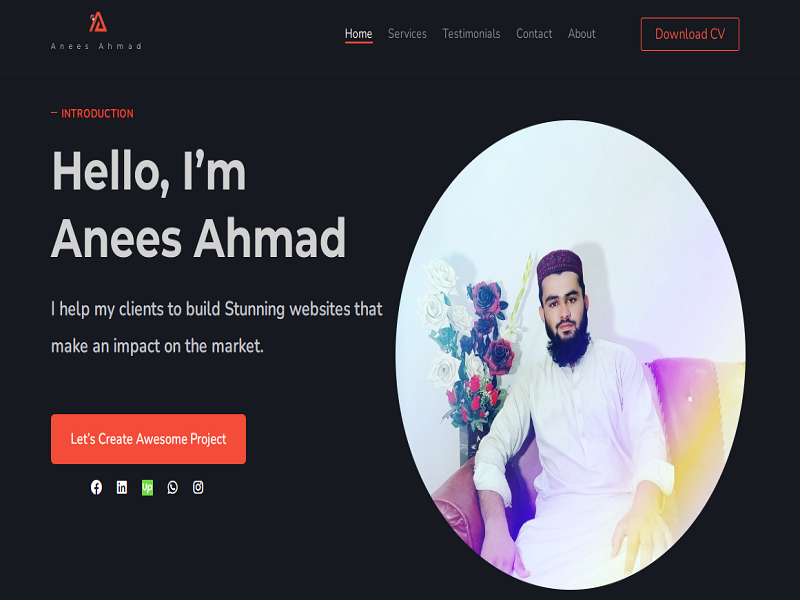 Anees Ahmad
Home Services Testimonials Contact About
Download CV
— INTRODUCTION
Hello, I’m
Anees Ahmad
I help my clients to build Stunning websites that
make an impact on the market.
Let's Create Awesome Project
Up